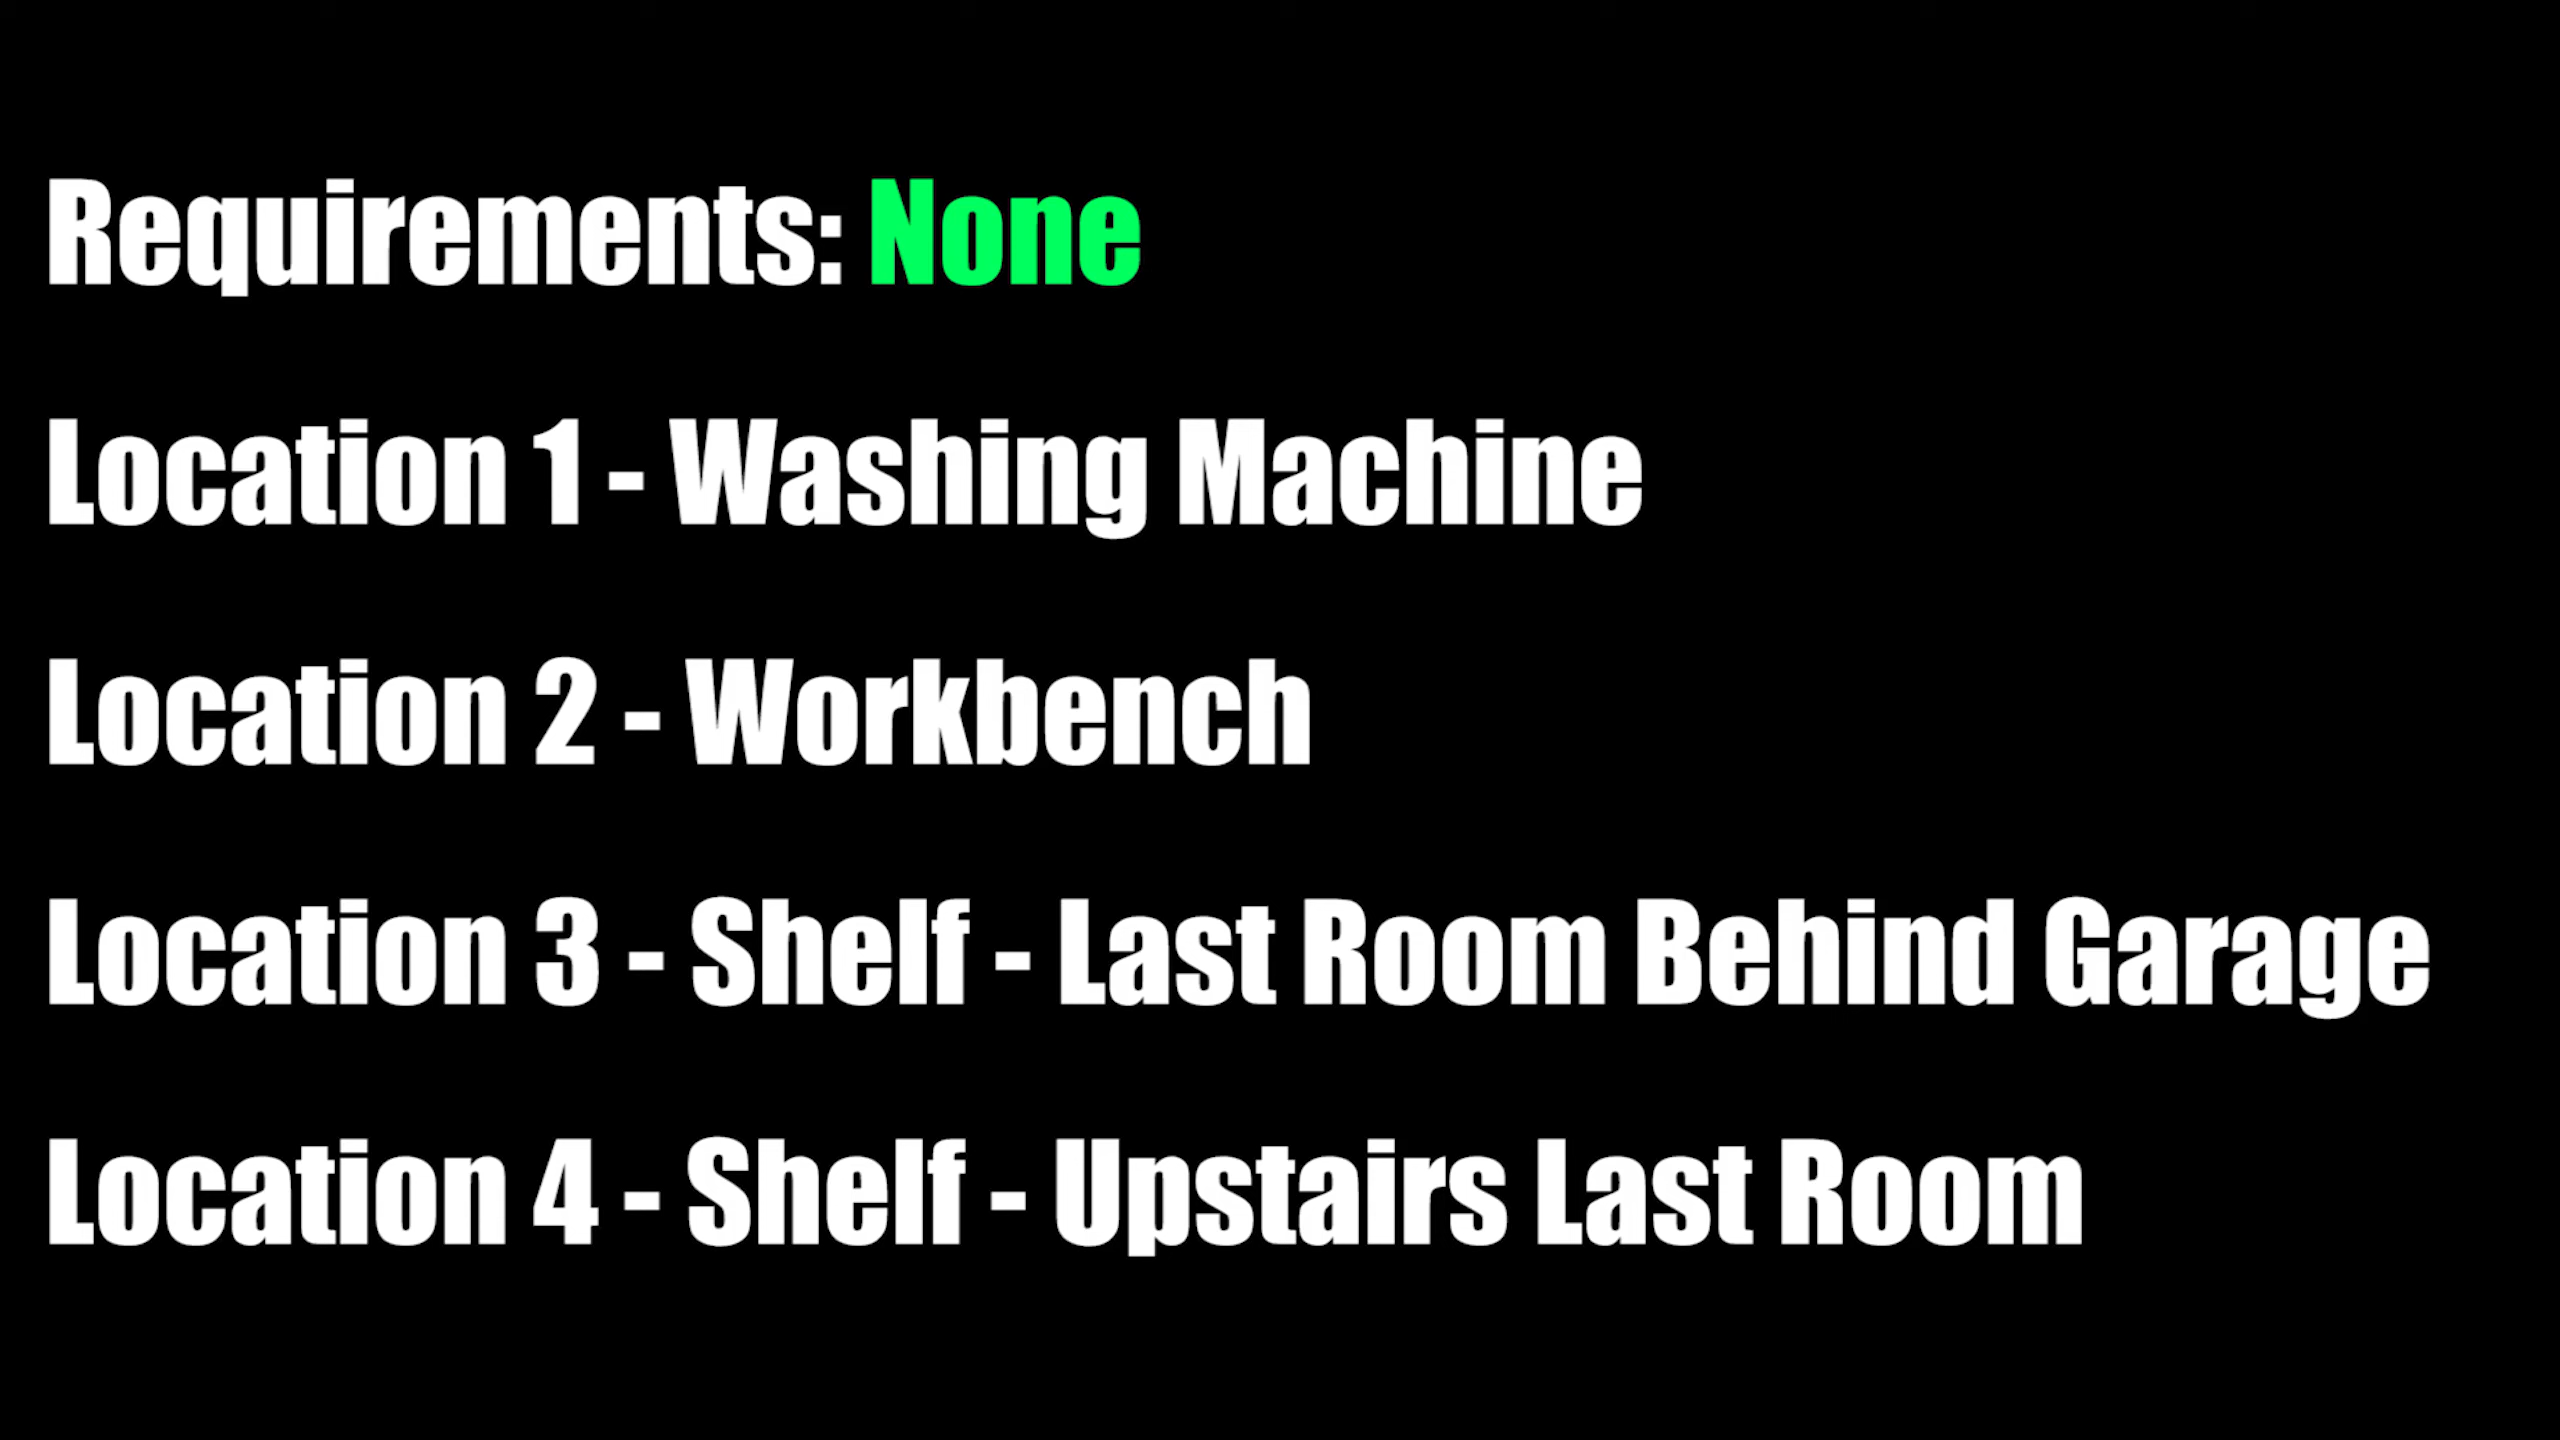 Requirements: None
Location 1 - Washing Machine
Location 2 - Workbench
Location 3 - Shelf - Last Room Behind Garage
Location 4 - Shelf - Upstairs Last Room